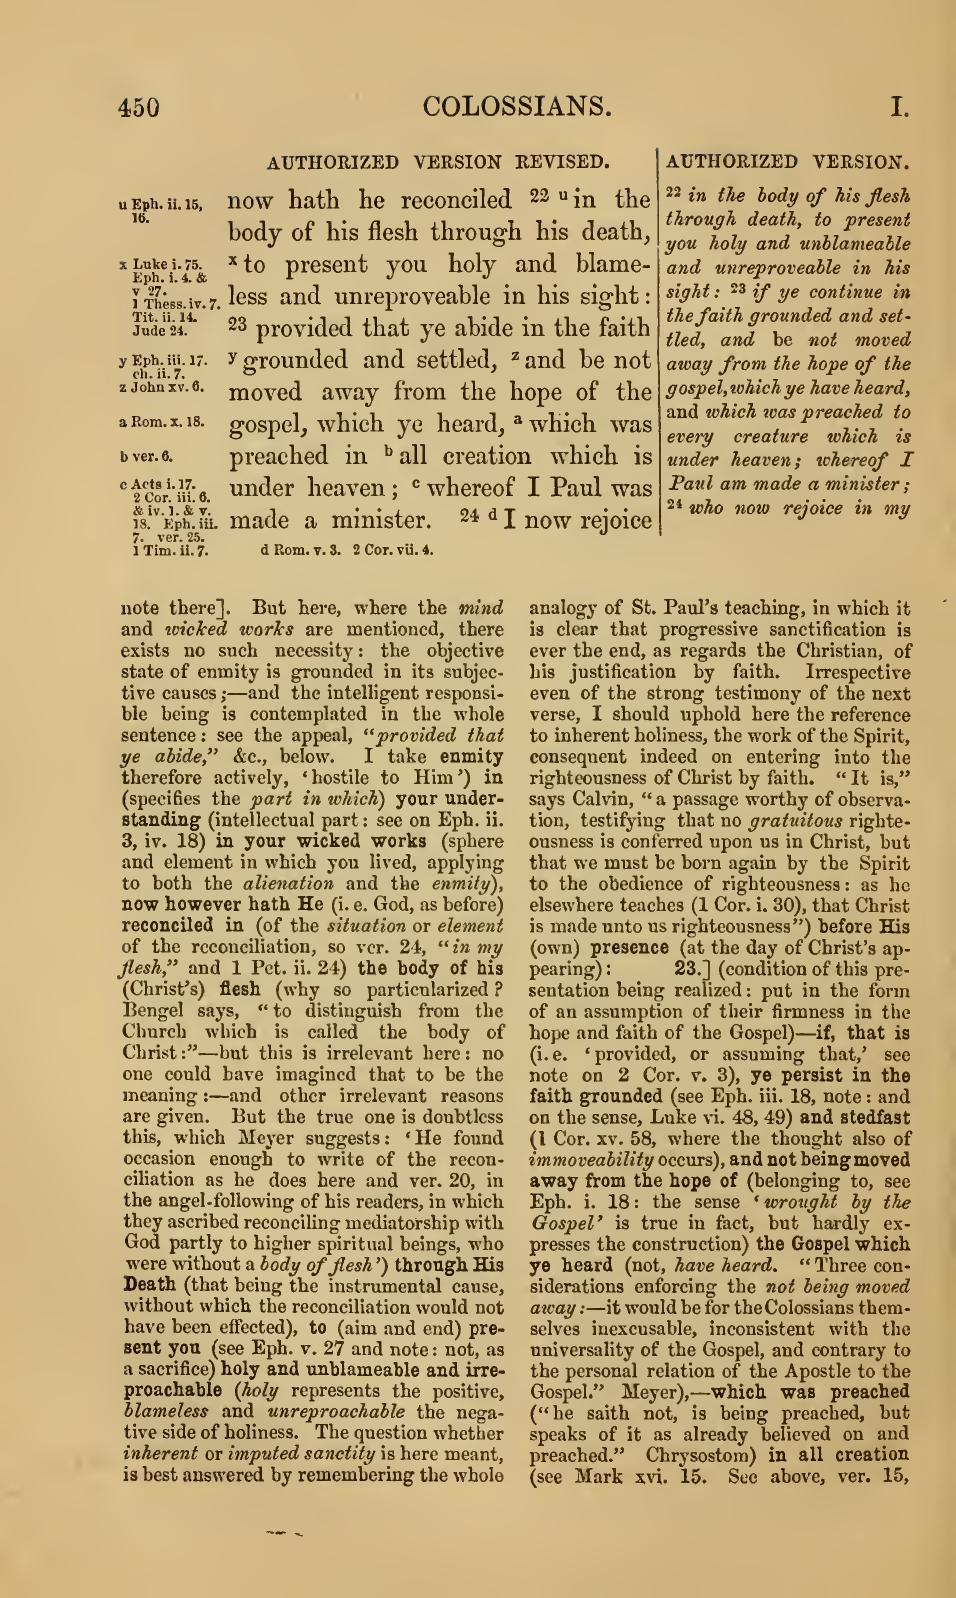 450
COLOSSIANS.
I.
AUTHORIZED VERSION REVISED.
u Eph. ii. 15,
16.
x Luke i. 75.
Eph. i. 4. &
v 27.
1 Thess. iv. 7.
Tit. ii. 14.
Jude 24.
y Eph. iii. 17.
ch. ii. 7.
z John xv. 6.
a Rom. x. 18.
b ver. 6.
c Acts i. 17.
2 Cor. iii. 6.
& iv. 1. & v.
18. Eph. iii.
7. ver. 25.
1 Tim. ii. 7.
now hath he reconciled 22 u in the
body of his flesh through his death,
x to present you holy and blame-
less and unreproveable in his sight :
23 provided that ye abide in the faith
y grounded and settled, z and be not
moved away from the hope of the
gospel, which ye heard, a which was
preached in b all creation which is
under heaven ; c whereof I Paul was
made a minister. 24 d I now rejoice
d Rom. v. 3. 2 Cor. vii. 4.
AUTHORIZED VERSION.
22 in the body of his flesh
through death, to present
you holy and unblameable
and unreproveable in his
sight : 23 if ye continue in
the faith grounded and set-
tled, and be not moved
away from the hope of the
gospel, which ye have heard,
and which was preached to
every creature which is
under heaven; whereof I
Paul am made a minister;
24 who now rejoice in my
note there]. But here, where the mind
and wicked works are mentioned, there
exists no such necessity: the objective
state of enmity is grounded in its subjec-
tive causes;—and the intelligent responsi-
ble being is contemplated in the whole
sentence: see the appeal, "provided that
ye abide," &c., below. I take enmity
therefore actively, 'hostile to Him') in
(specifies the part in which) your under-
standing (intellectual part: see on Eph. ii.
3, iv. 18) in your wicked works (sphere
and element in which you lived, applying
to both the alienation and the enmity),
now however hath He (i. e. God, as before)
reconciled in (of the situation or element
of the reconciliation, so ver. 24, "in my
flesh," and 1 Pet. ii. 24) the body of his
(Christ's) flesh (why so particularized ?
Bengel says, "to distinguish from the
Church which is called the body of
Christ:"—but this is irrelevant here: no
one could have imagined that to be the
meaning:—and other irrelevant reasons
are given. But the true one is doubtless
this, which Meyer suggests: 'He found
occasion enough to write of the recon-
ciliation as he does here and ver. 20, in
the angel-following of his readers, in which
they ascribed reconciling mediatorship with
God partly to higher spiritual beings, who
were without a body of flesh') through His
Death (that being the instrumental cause,
without which the reconciliation would not
have been effected), to (aim and end) pre-
sent you (see Eph. v. 27 and note: not, as
a sacrifice) holy and unblameable and irre-
proachable (holy represents the positive,
blameless and unreproachable the nega-
tive side of holiness. The question whether
inherent or imputed sanctity is here meant,
is best answered by remembering the whole
analogy of St. Paul's teaching, in which it
is clear that progressive sanctification is
ever the end, as regards the Christian, of
his justification by faith. Irrespective
even of the strong testimony of the next
verse, I should uphold here the reference
to inherent holiness, the work of the Spirit,
consequent indeed on entering into the
righteousness of Christ by faith. "It is,"
says Calvin, "a passage worthy of observa-
tion, testifying that no gratuitous righte-
ousness is conferred upon us in Christ, but
that we must be born again by the Spirit
to the obedience of righteousness: as he
elsewhere teaches (1 Cor. i. 30), that Christ
is made unto us righteousness") before His
(own) presence (at the day of Christ's ap-
pearing): 23.] (condition of this pre-
sentation being realized: put in the form
of an assumption of their firmness in the
hope and faith of the Gospel)—if, that is
(i. e. 'provided, or assuming that,' see
note on 2 Cor. v. 3), ye persist in the
faith grounded (see Eph. iii. 18, note: and
on the sense, Luke vi. 48, 49) and stedfast
(1 Cor. xv. 58, where the thought also of
immoveability occurs), and not being moved
away from the hope of (belonging to, see
Eph. i. 18: the sense 'wrought by the
Gospel' is true in fact, but hardly ex-
presses the construction) the Gospel which
ye heard (not, have heard. "Three con-
siderations enforcing the not being moved
away:—it would be for the Colossians them-
selves inexcusable, inconsistent with the
universality of the Gospel, and contrary to
the personal relation of the Apostle to the
Gospel." Meyer),—which was preached
("he saith not, is being preached, but
speaks of it as already believed on and
preached." Chrysostom) in all creation
(see Mark xvi. 15. See above, ver. 15,